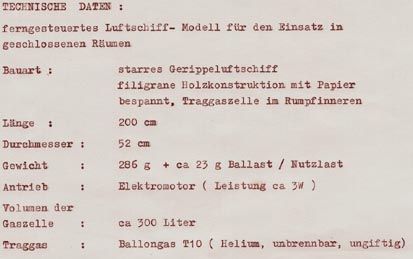 TECHNISCHE DATEN :
ferngesteuertes Luftschiff- Modell für den Einsatz in
geschlossenen Räumen
Bauart : starres Gerippeluftschiff
filigrane Holzkonstruktion mit Papier
bespannt, Traggaszelle im Rumpfinneren
Länge : 200 cm
Durchmesser : 52 cm
Gewicht : 286 g + ca 23 g Ballast / Nutzlast
Antrieb : Elektromotor ( Leistung ca 3W )
Volumen der
Gaszelle : ca 300 Liter
Traggas : Ballongas T10 ( Helium, unbrennbar, ungiftig)